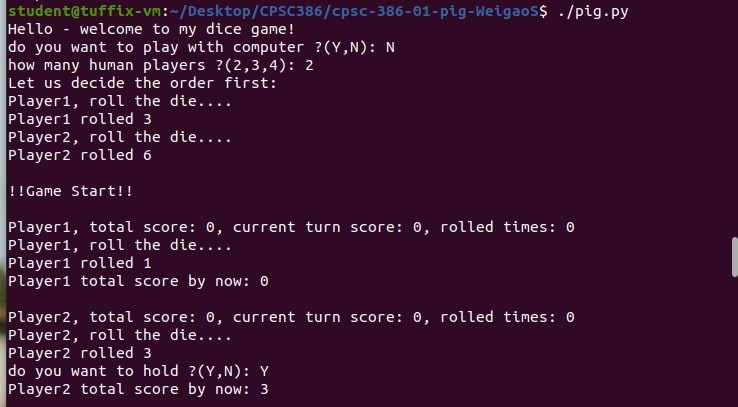 student@tuffix-vm:~/Desktop/CPSC386/cpsc-386-01-pig-WeigaoS$ ./pig.py
Hello - welcome to my dice game!
do you want to play with computer ?(Y,N): N
how many human players ?(2,3,4): 2
Let us decide the order first:
Player1, roll the die....
Player1 rolled 3
Player2, roll the die....
Player2 rolled 6
!!Game Start!!
Player1, total score: 0, current turn score: 0, rolled times: 0
Player1, roll the die....
Player1 rolled 1
Player1 total score by now: 0
Player2, total score: 0, current turn score: 0, rolled times: 0
Player2, roll the die....
Player2 rolled 3
do you want to hold ?(Y,N): Y
Player2 total score by now: 3